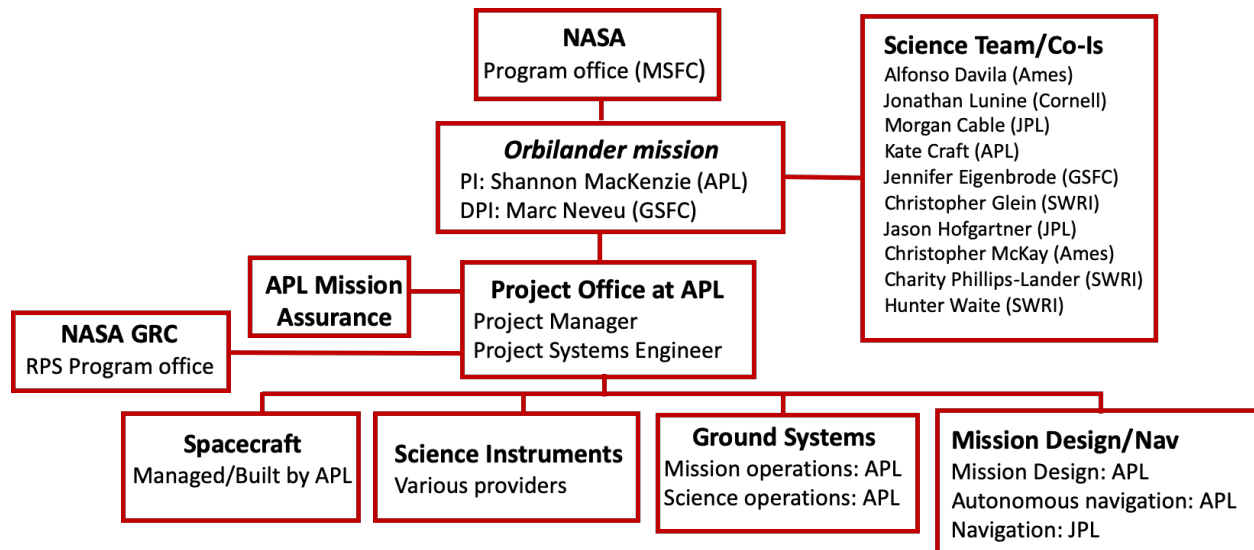 NASA
Program office (MSFC)
Science Team/Co-Is
Alfonso Davila (Ames)
Jonathan Lunine (Cornell)
Morgan Cable (JPL)
Kate Craft (APL)
Jennifer Eigenbrode (GSFC)
Christopher Glein (SWRI)
Jason Hofgartner (JPL)
Christopher McKay (Ames)
Charity Phillips-Lander (SWRI)
Hunter Waite (SWRI)
Orbilander mission
PI: Shannon MacKenzie (APL)
DPI: Marc Neveu (GSFC)
APL Mission
Assurance
Project Office at APL
Project Manager
Project Systems Engineer
NASA GRC
RPS Program office
Spacecraft
Managed/Built by APL
Science Instruments
Various providers
Ground Systems
Mission operations: APL
Science operations: APL
Mission Design/Nav
Mission Design: APL
Autonomous navigation: APL
Navigation: JPL